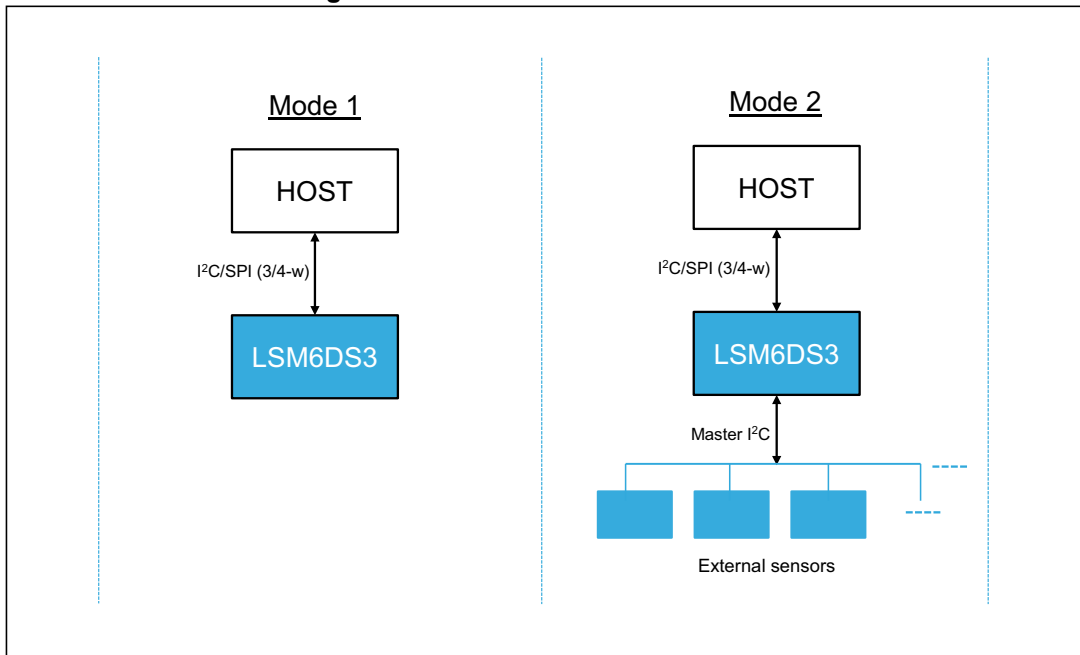 Mode 1
HOST
I²C/SPI (3/4-w)
LSM6DS3
Mode 2
HOST
I²C/SPI (3/4-w)
LSM6DS3
Master I²C
External sensors